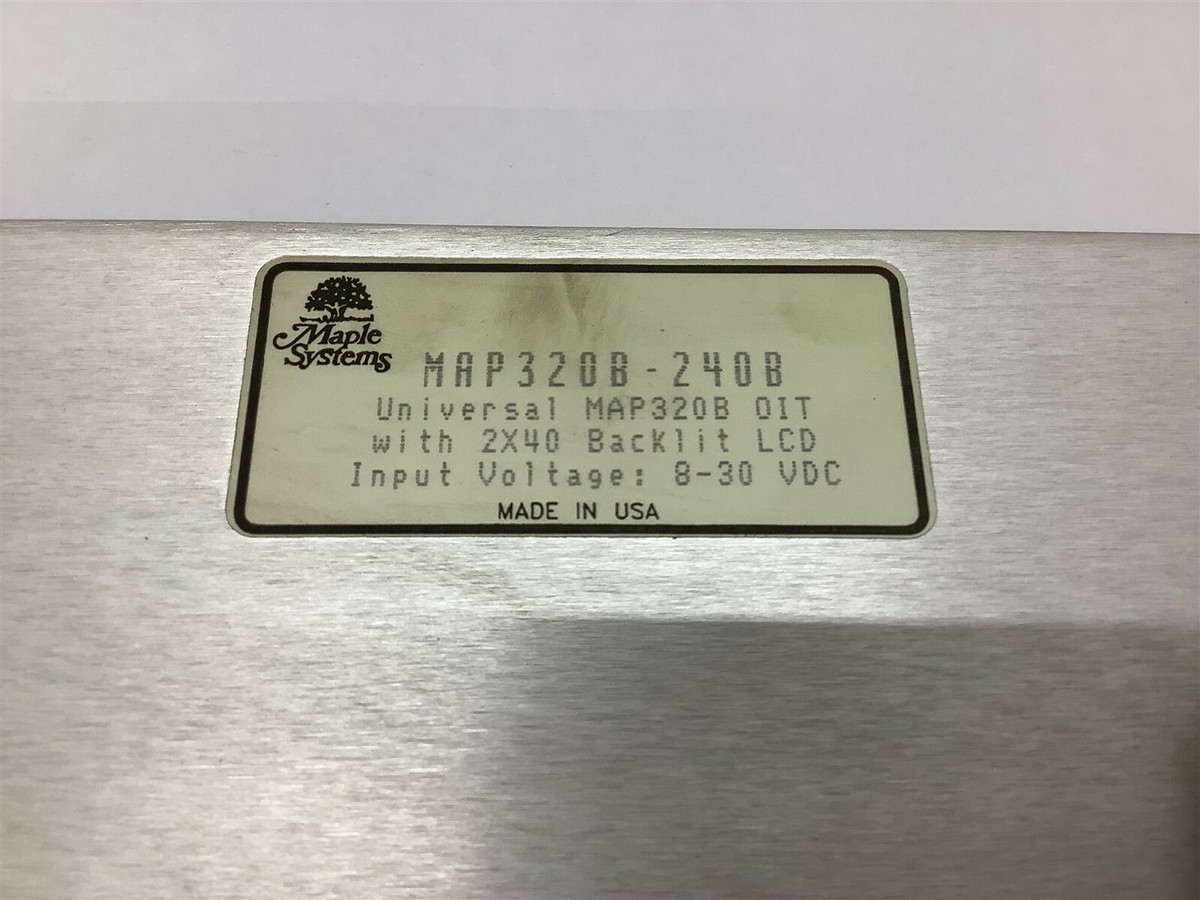 Maple
Systems
MAP320B-240B
Universal MAP320B OIT
with 2X40 Backlit LCD
Input Voltage: 8-30 VDC
MADE IN USA